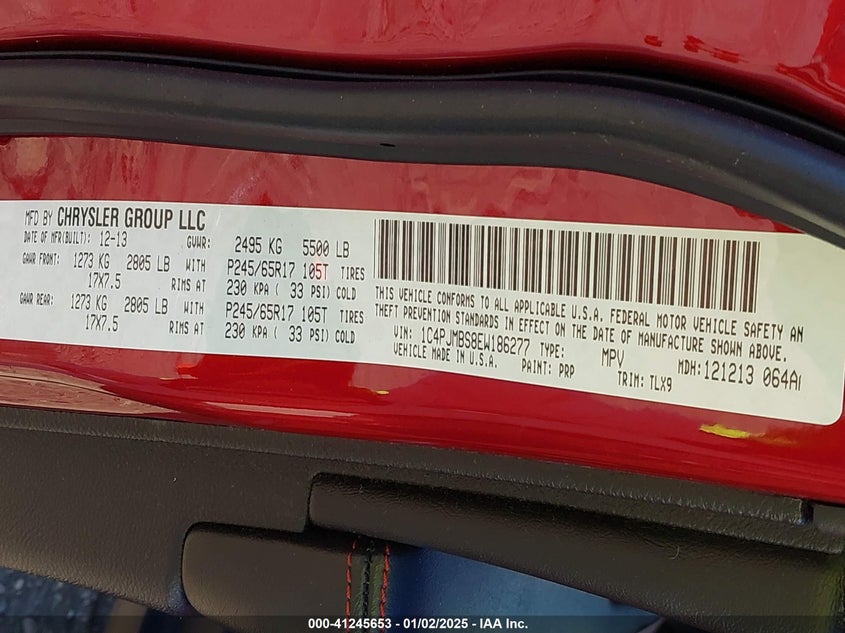 MFD BY CHRYSLER GROUP LLC
DATE OF MFR(BUILT): 12-13 GVWR: 2495 KG 5500 LB
GAWR FRONT: 1273 KG 2805 LB WITH P245/65R17 105T TIRES
17X7.5 RIMS AT 230 KPA ( 33 PSI) COLD
GAWR REAR: 1273 KG 2805 LB WITH P245/65R17 105T TIRES
17X7.5 RIMS AT 230 KPA ( 33 PSI) COLD
THIS VEHICLE CONFORMS TO ALL APPLICABLE U.S.A. FEDERAL MOTOR VEHICLE SAFETY AN
THEFT PREVENTION STANDARDS IN EFFECT ON THE DATE OF MANUFACTURE SHOWN ABOVE.
VIN: 1C4PJMBS8EW186277 TYPE: MPV MDH: 121213 064A
VEHICLE MADE IN U.S.A. PAINT: PRP TRIM: TLX9
000-41245653 - 01/02/2025 - IAA Inc.